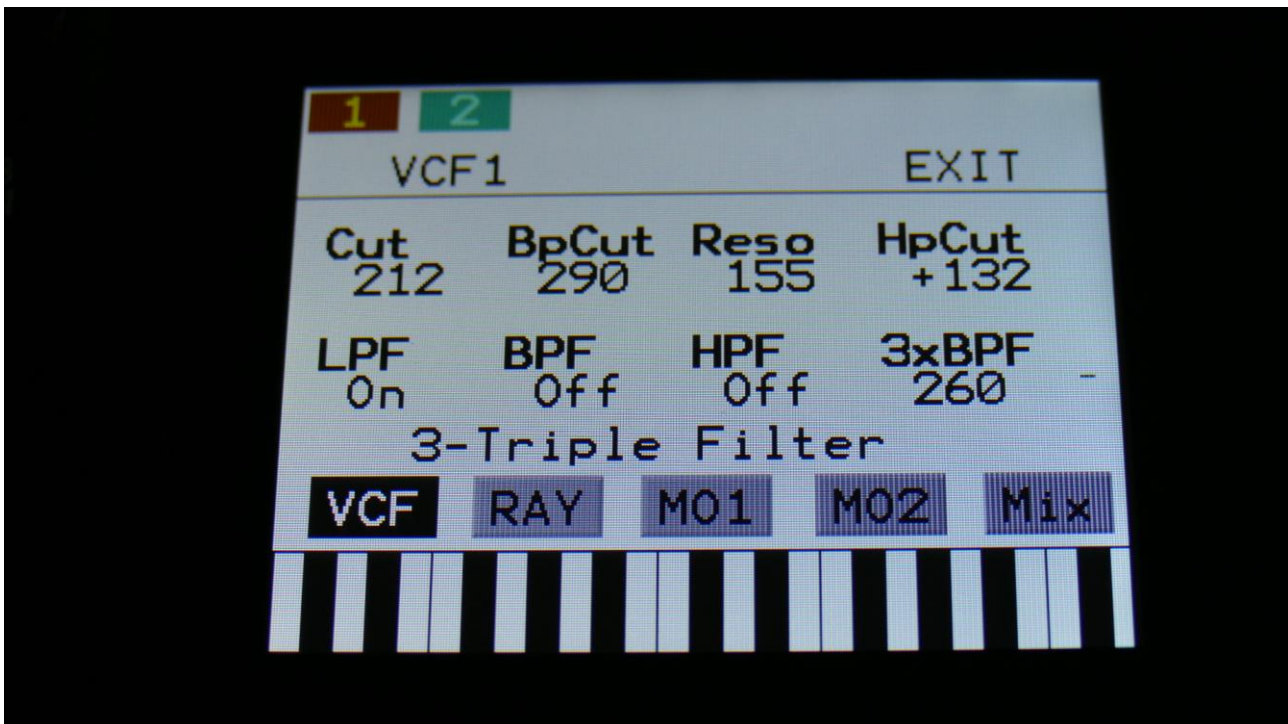 1 2
VCF1 EXIT
Cut BpCut Reso HpCut
212 290 155 +132
LPF BPF HPF 3xBPF
On Off Off 260 -
3-Triple Filter
VCF RAY MO1 MO2 Mix